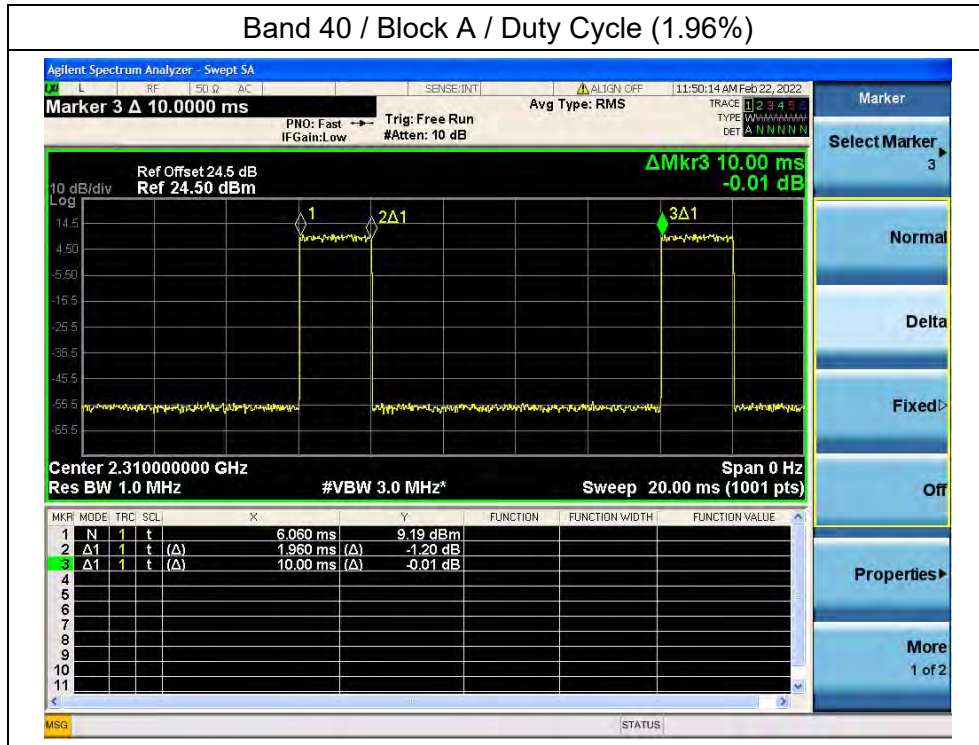 Band 40 / Block A / Duty Cycle (1.96%)
Agilent Spectrum Analyzer - Swept SA
LXI L RF 50 Ω AC SENSE:INT ALIGN OFF 11:50:14 AM Feb 22, 2022
Marker 3 Δ 10.0000 ms
PNO: Fast
IFGain:Low
Trig: Free Run
#Atten: 10 dB
Avg Type: RMS
TRACE 1 2 3 4 5 6
TYPE WWWWWW
DET A N N N N N
Marker
Select Marker
3
Normal
Delta
Fixed
Off
Properties
More
1 of 2
ΔMkr3 10.00 ms
-0.01 dB
Ref Offset 24.5 dB
10 dB/div Ref 24.50 dBm
Log
1
2Δ1
3Δ1
14.5
4.50
-5.50
-15.5
-25.5
-35.5
-45.5
-55.5
-65.5
Center 2.310000000 GHz Span 0 Hz
Res BW 1.0 MHz #VBW 3.0 MHz* Sweep 20.00 ms (1001 pts)
MKR MODE TRC SCL X Y FUNCTION FUNCTION WIDTH FUNCTION VALUE
1 N 1 t 6.060 ms 9.19 dBm
2 Δ1 1 t (Δ) 1.960 ms (Δ) -1.20 dB
3 Δ1 1 t (Δ) 10.00 ms (Δ) -0.01 dB
4
5
6
7
8
9
10
11
MSG STATUS